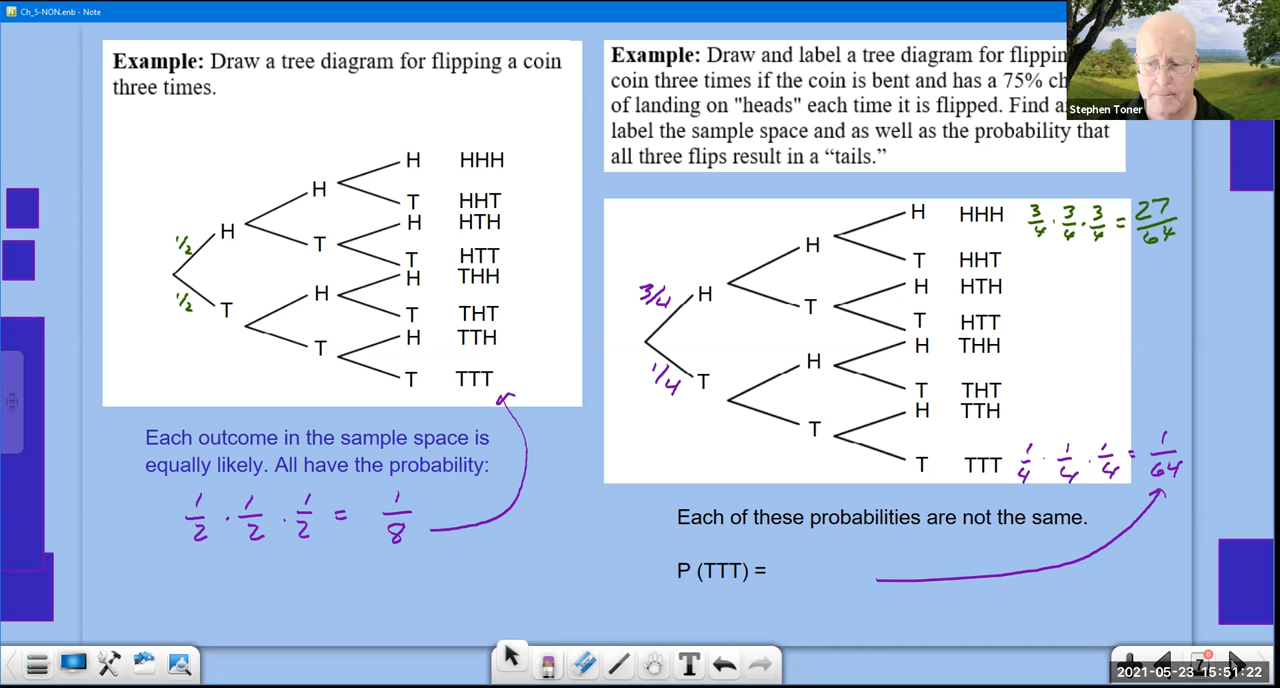 Ch_5-NON.enb - Note
Example: Draw a tree diagram for flipping a coin
three times.
H HHH
H
T HHT
H HTH
H
1/2
T
T HTT
H THH
1/2
T
H
T THT
H TTH
T
T TTT
Each outcome in the sample space is
equally likely. All have the probability:
1/2 · 1/2 · 1/2 = 1/8
Example: Draw and label a tree diagram for flippin
coin three times if the coin is bent and has a 75% ch
of landing on "heads" each time it is flipped. Find a
label the sample space and as well as the probability that
all three flips result in a “tails.”
Stephen Toner
H HHH 3/4 · 3/4 · 3/4 = 27/64
H
T HHT
H HTH
3/4 H
T
T HTT
H THH
H
1/4 T
T THT
H TTH
T
T TTT 1/4 · 1/4 · 1/4 = 1/64
Each of these probabilities are not the same.
P (TTT) =
T
7
0
2021-05-23 15:51:22